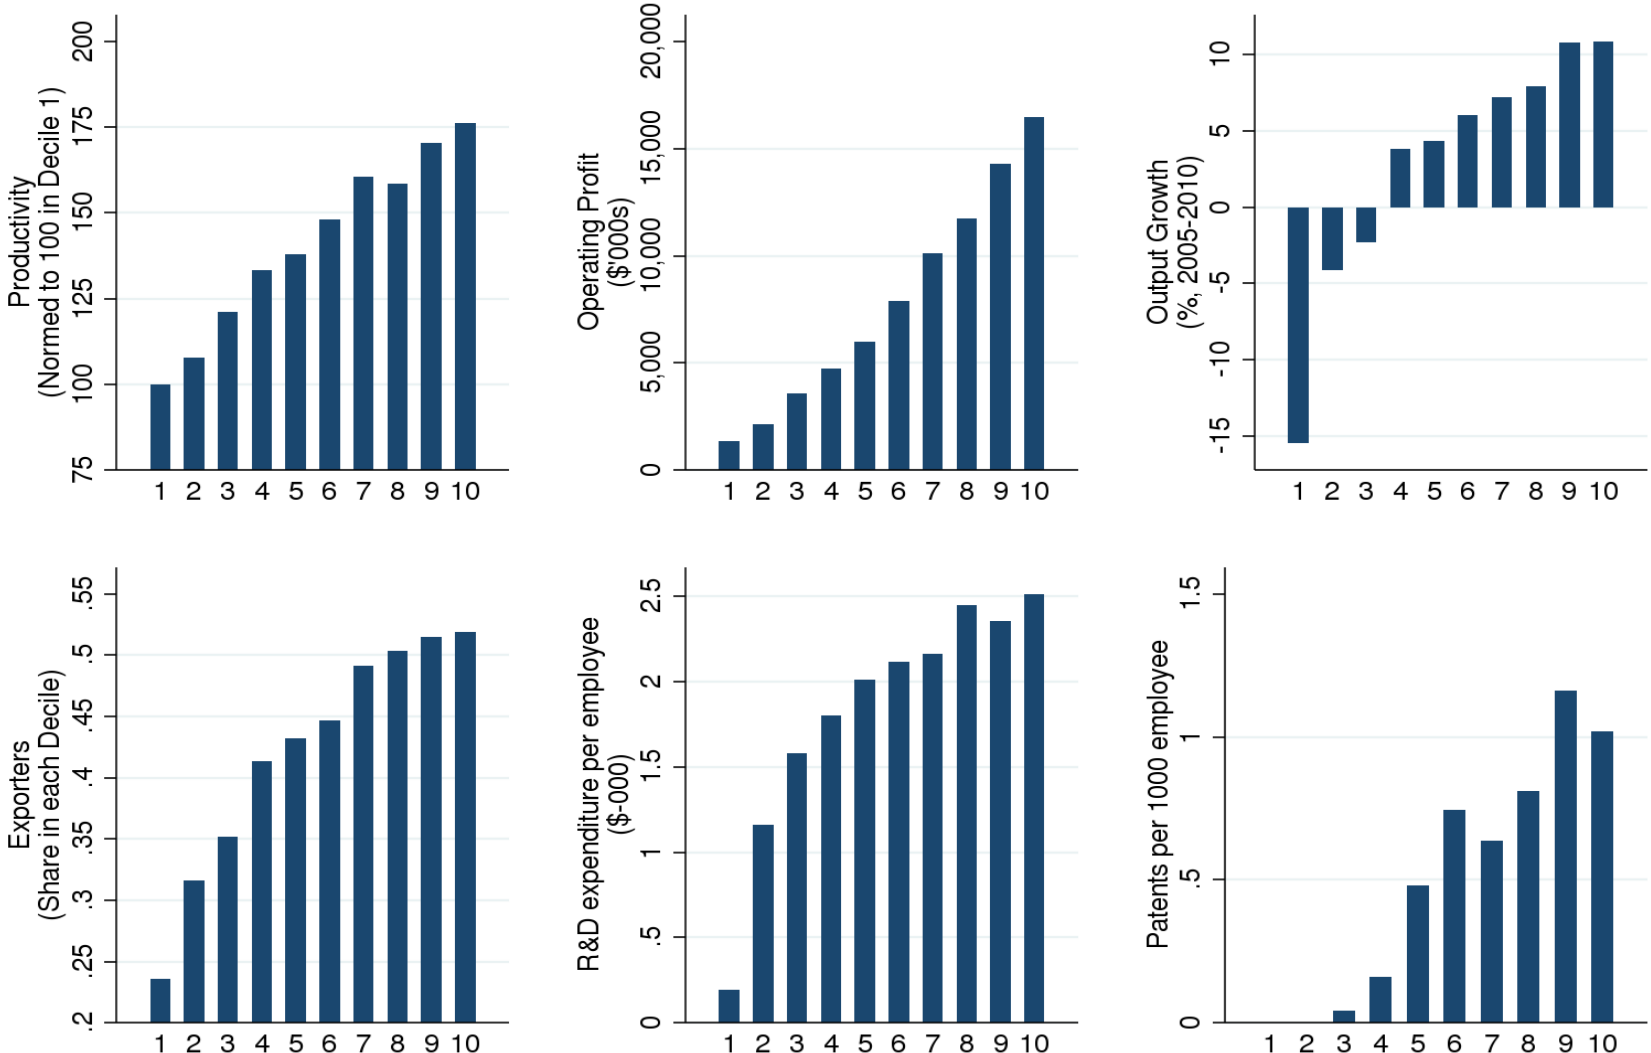 Productivity
(Normed to 100 in Decile 1)
75 100 125 150 175 200
1 2 3 4 5 6 7 8 9 10
Operating Profit
($'000s)
0 5,000 10,000 15,000 20,000
1 2 3 4 5 6 7 8 9 10
Output Growth
(%, 2005-2010)
-15 -10 -5 0 5 10
1 2 3 4 5 6 7 8 9 10
Exporters
(Share in each Decile)
.2 .25 .3 .35 .4 .45 .5 .55
1 2 3 4 5 6 7 8 9 10
R&D expenditure per employee
($-000)
0 .5 1 1.5 2 2.5
1 2 3 4 5 6 7 8 9 10
Patents per 1000 employee
0 .5 1 1.5
1 2 3 4 5 6 7 8 9 10